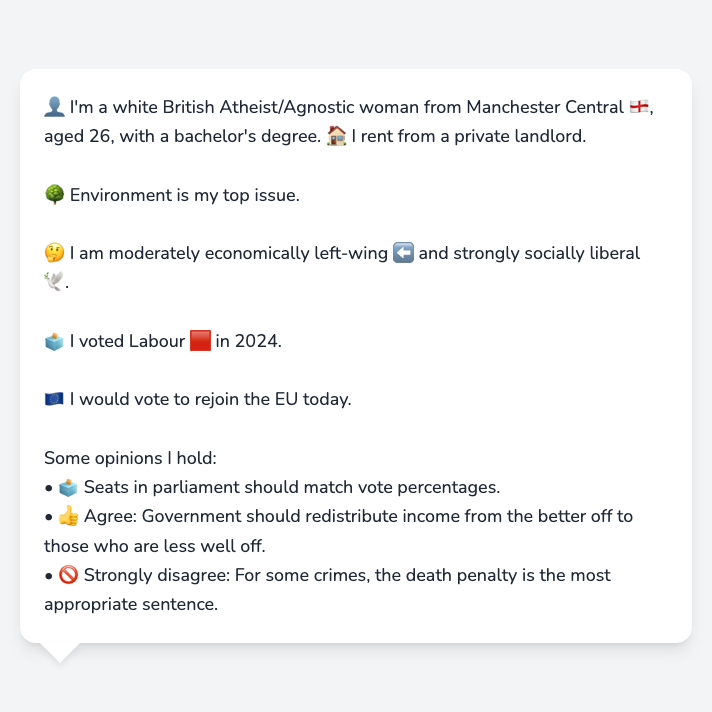 👤 I'm a white British Atheist/Agnostic woman from Manchester Central 🏴󠁧󠁢󠁥󠁮󠁧󠁿,
aged 26, with a bachelor's degree. 🏠 I rent from a private landlord.
🌳 Environment is my top issue.
🤔 I am moderately economically left-wing ⬅️ and strongly socially liberal
🕊️.
🗳️ I voted Labour 🟥 in 2024.
🇪🇺 I would vote to rejoin the EU today.
Some opinions I hold:
• 🗳️ Seats in parliament should match vote percentages.
• 👍 Agree: Government should redistribute income from the better off to
those who are less well off.
• 🚫 Strongly disagree: For some crimes, the death penalty is the most
appropriate sentence.